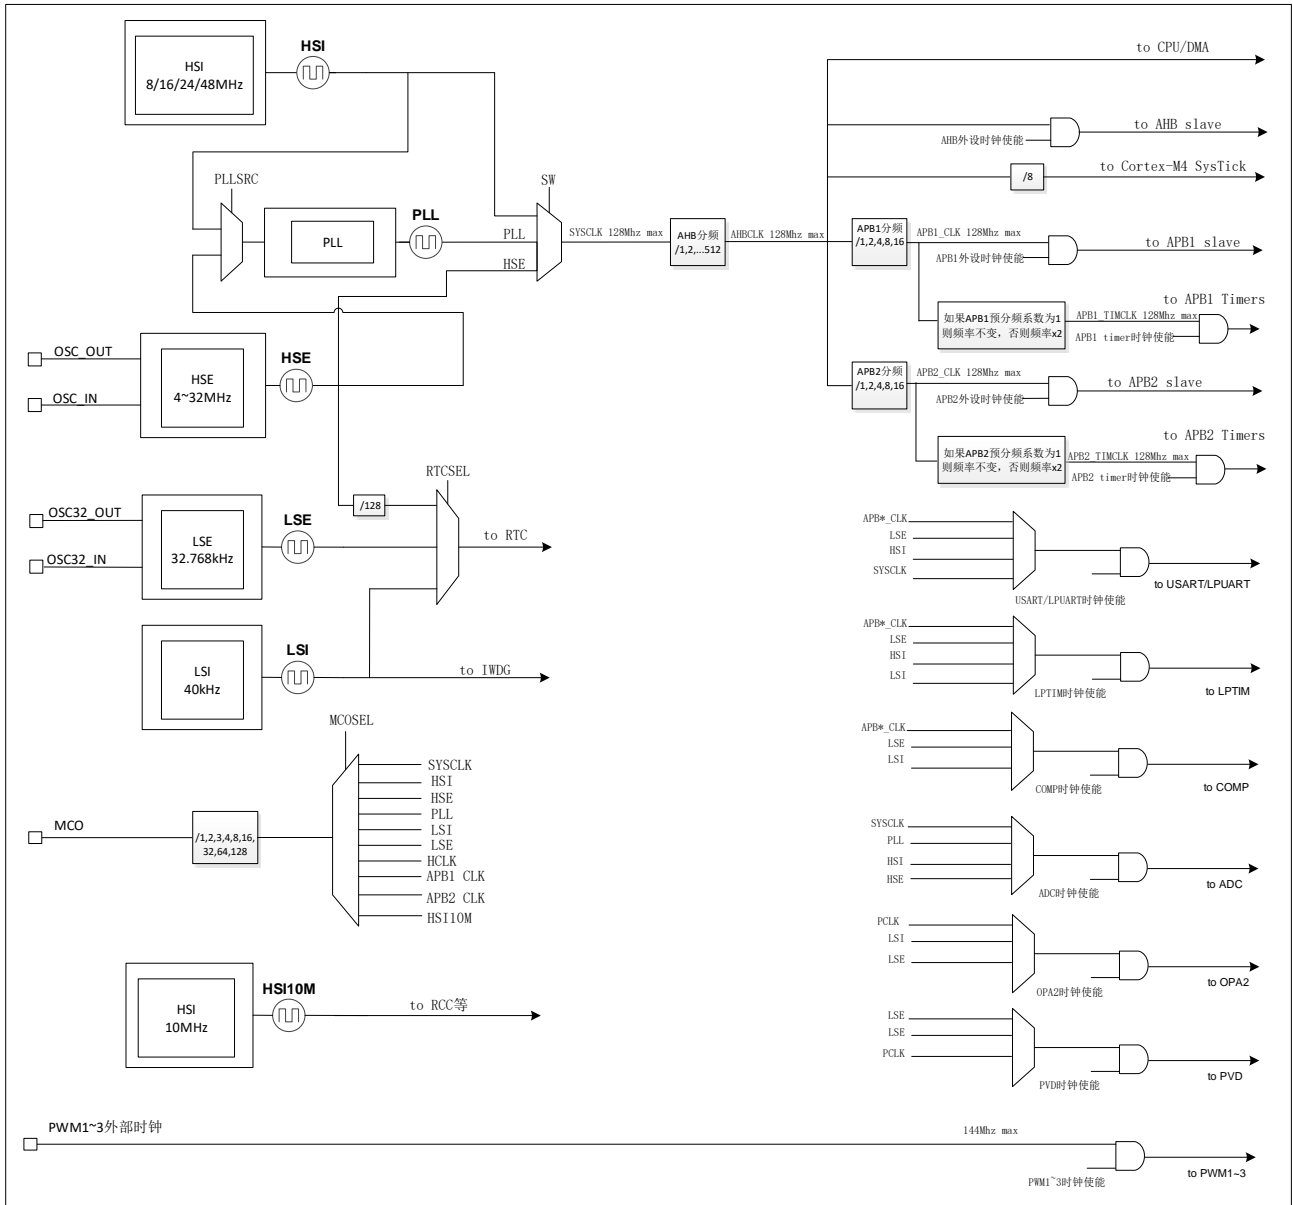 HSI
HSI
8/16/24/48MHz
PLLSRC
PLL
PLL
SW
PLL
HSE
SYSCLK 128Mhz max
AHB分频
/1,2,...512
AHBCLK 128Mhz max
to CPU/DMA
AHB外设时钟使能
to AHB slave
/8
to Cortex-M4 SysTick
APB1分频
/1,2,4,8,16
APB1_CLK 128Mhz max
APB1外设时钟使能
to APB1 slave
如果APB1预分频系数为1
则频率不变，否则频率x2
APB1_TIMCLK 128Mhz max
APB1 timer时钟使能
to APB1 Timers
APB2分频
/1,2,4,8,16
APB2_CLK 128Mhz max
APB2外设时钟使能
to APB2 slave
如果APB2预分频系数为1
则频率不变，否则频率x2
APB2_TIMCLK 128Mhz max
APB2 timer时钟使能
to APB2 Timers
OSC_OUT
OSC_IN
HSE
4~32MHz
HSE
OSC32_OUT
OSC32_IN
LSE
32.768kHz
LSE
/128
RTCSEL
to RTC
LSI
40kHz
LSI
to IWDG
MCOSEL
SYSCLK
HSI
HSE
PLL
LSI
LSE
HCLK
APB1 CLK
APB2 CLK
HSI10M
MCO
/1,2,3,4,8,16,
32,64,128
HSI
10MHz
HSI10M
to RCC等
APB*_CLK
LSE
HSI
SYSCLK
USART/LPUART时钟使能
to USART/LPUART
APB*_CLK
LSE
HSI
LSI
LPTIM时钟使能
to LPTIM
APB*_CLK
LSE
LSI
COMP时钟使能
to COMP
SYSCLK
PLL
HSI
HSE
ADC时钟使能
to ADC
PCLK
LSI
LSE
OPA2时钟使能
to OPA2
LSE
LSE
PCLK
PVD时钟使能
to PVD
PWM1~3外部时钟
144Mhz max
PWM1~3时钟使能
to PWM1~3